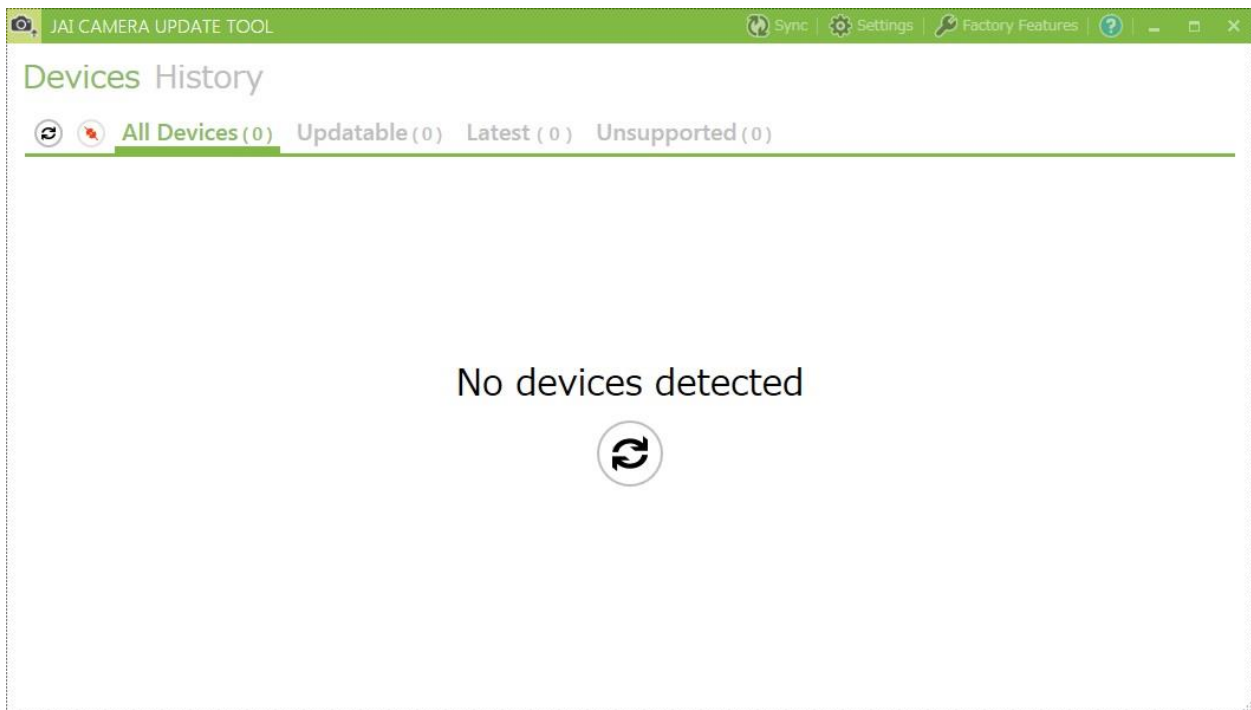 JAI CAMERA UPDATE TOOL Sync Settings Factory Features ?
Devices History
All Devices (0) Updatable (0) Latest (0) Unsupported (0)
No devices detected